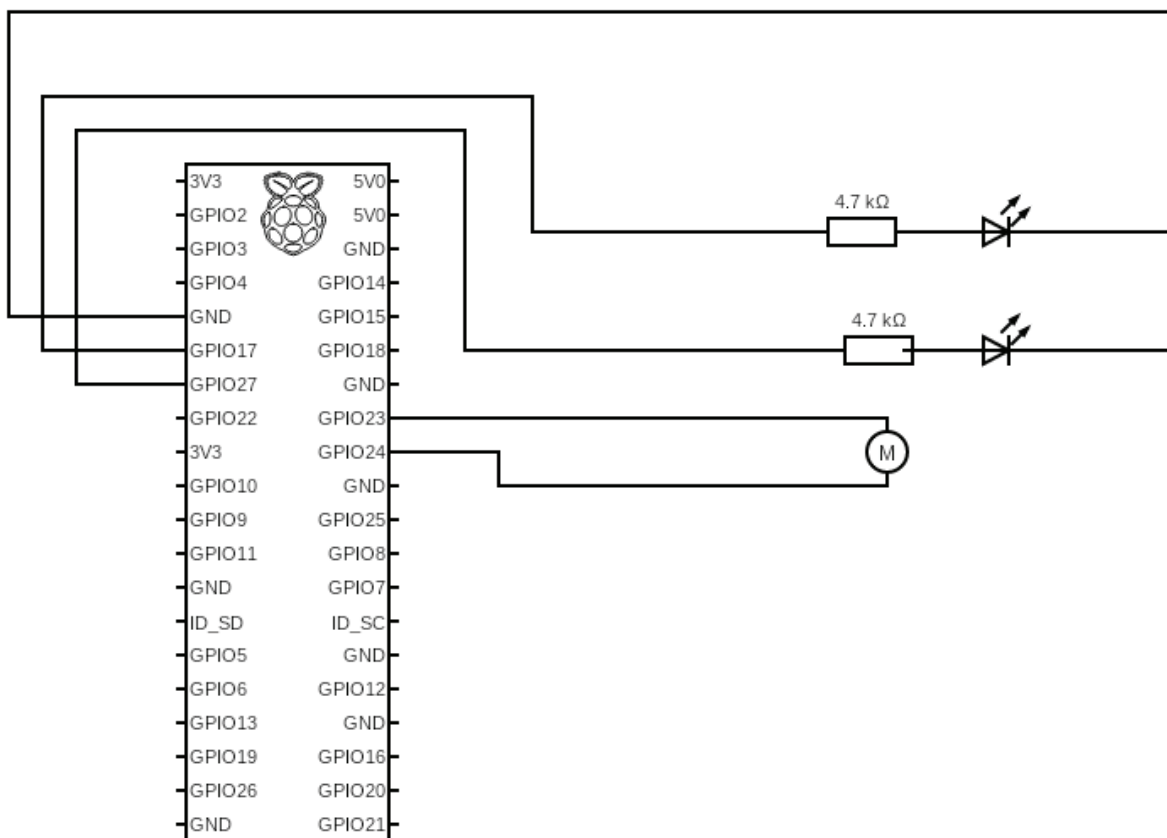 3V3 5V0
GPIO2 5V0
GPIO3 GND
GPIO4 GPIO14
GND GPIO15
GPIO17 GPIO18
GPIO27 GND
GPIO22 GPIO23
3V3 GPIO24
GPIO10 GND
GPIO9 GPIO25
GPIO11 GPIO8
GND GPIO7
ID_SD ID_SC
GPIO5 GND
GPIO6 GPIO12
GPIO13 GND
GPIO19 GPIO16
GPIO26 GPIO20
GND GPIO21
4.7 kΩ
4.7 kΩ
M